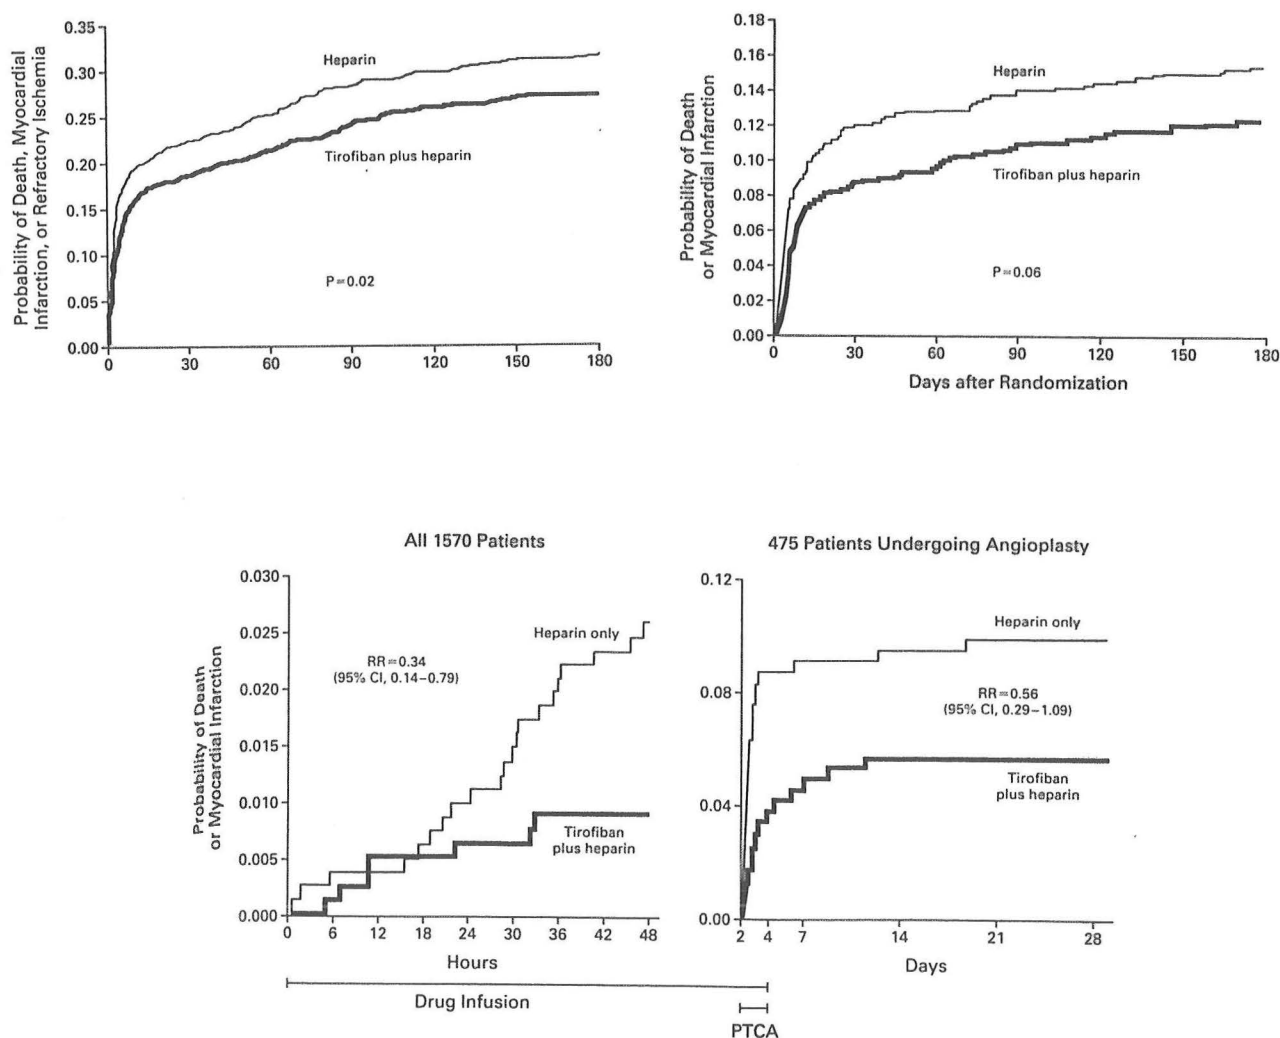 Probability of Death, Myocardial
Infarction, or Refractory Ischemia
0.35
0.30
0.25
0.20
0.15
0.10
0.05
0.00
Heparin
Tirofiban plus heparin
P=0.02
0 30 60 90 120 150 180
Probability of Death
or Myocardial Infarction
0.18
0.16
0.14
0.12
0.10
0.08
0.06
0.04
0.02
0.00
Heparin
Tirofiban plus heparin
P=0.06
0 30 60 90 120 150 180
Days after Randomization
All 1570 Patients
Probability of Death
or Myocardial Infarction
0.030
0.025
0.020
0.015
0.010
0.005
0.000
Heparin only
RR=0.34
(95% CI, 0.14–0.79)
Tirofiban
plus heparin
0 6 12 18 24 30 36 42 48
Hours
475 Patients Undergoing Angioplasty
0.12
0.08
0.04
0.00
Heparin only
RR=0.56
(95% CI, 0.29–1.09)
Tirofiban
plus heparin
2 4 7 14 21 28
Days
Drug Infusion
PTCA